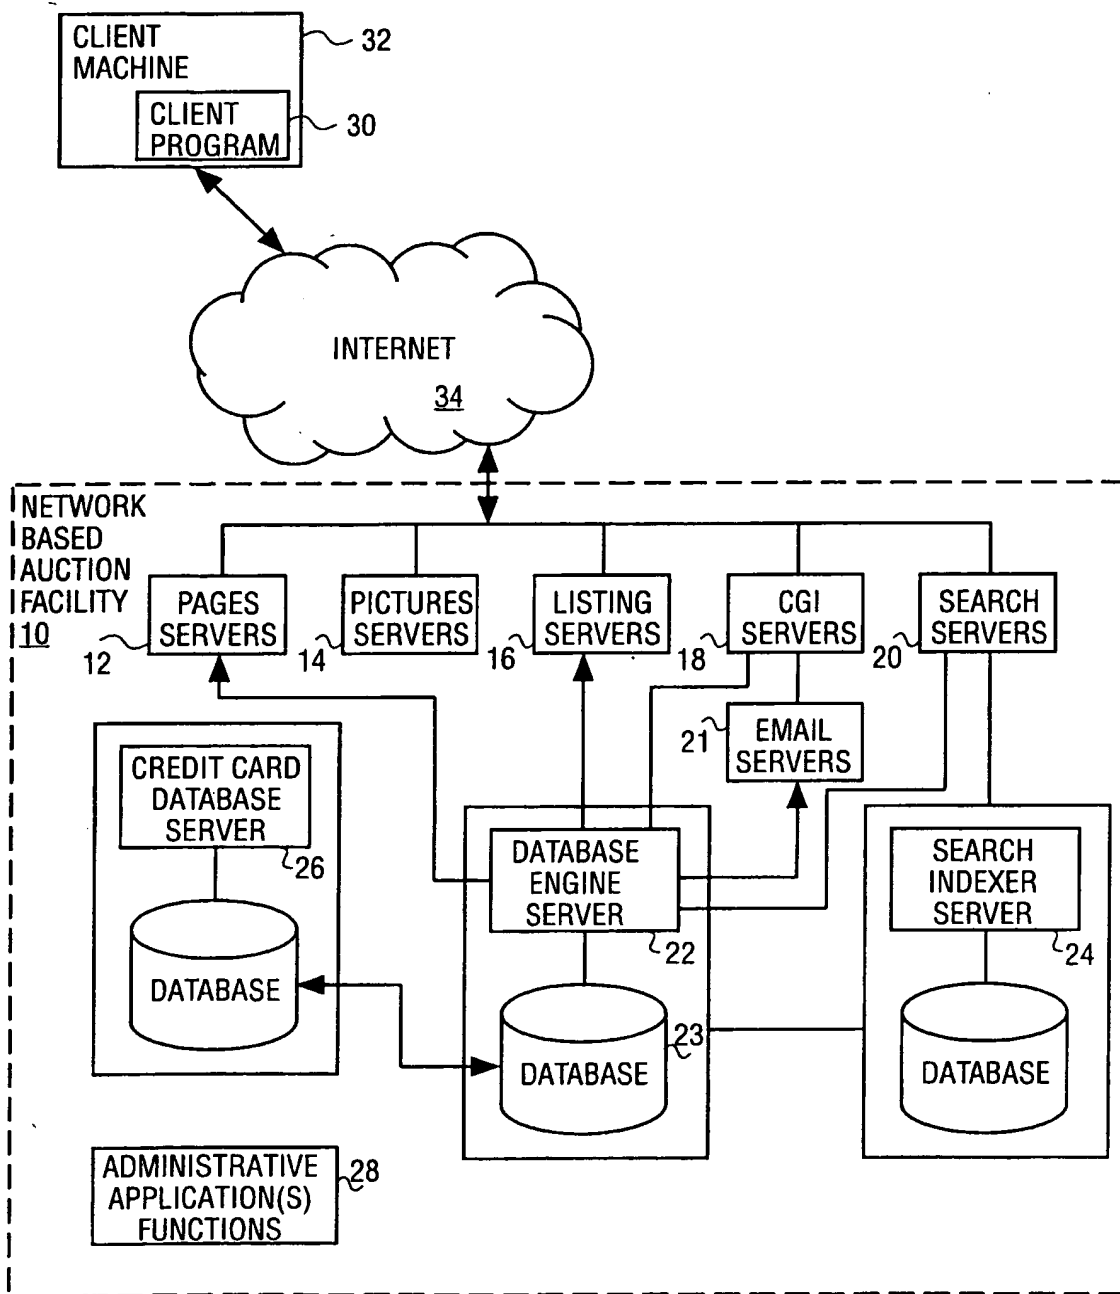 CLIENT
MACHINE
32
CLIENT
PROGRAM
30
INTERNET
34
NETWORK
BASED
AUCTION
FACILITY
10
PAGES
SERVERS
12
PICTURES
SERVERS
14
LISTING
SERVERS
16
CGI
SERVERS
18
SEARCH
SERVERS
20
21
EMAIL
SERVERS
CREDIT CARD
DATABASE
SERVER
26
DATABASE
DATABASE
ENGINE
SERVER
22
23
DATABASE
SEARCH
INDEXER
SERVER
24
DATABASE
ADMINISTRATIVE
APPLICATION(S)
FUNCTIONS
28